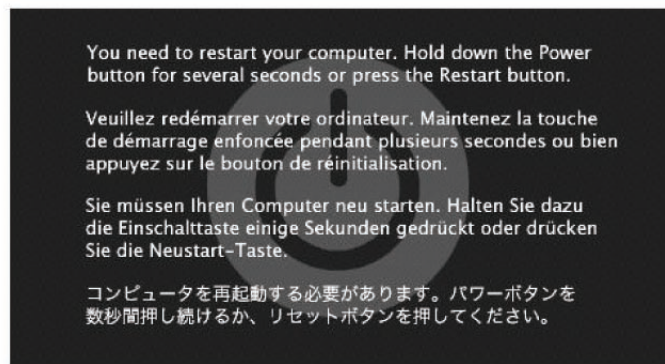 You need to restart your computer. Hold down the Power
button for several seconds or press the Restart button.
Veuillez redémarrer votre ordinateur. Maintenez la touche
de démarrage enfoncée pendant plusieurs secondes ou bien
appuyez sur le bouton de réinitialisation.
Sie müssen Ihren Computer neu starten. Halten Sie dazu
die Einschalttaste einige Sekunden gedrückt oder drücken
Sie die Neustart-Taste.
コンピュータを再起動する必要があります。パワーボタンを
数秒間押し続けるか、リセットボタンを押してください。